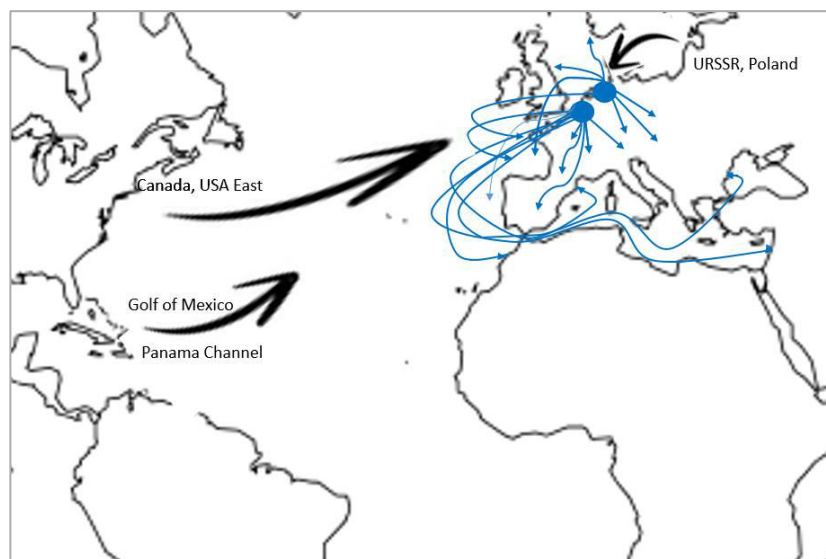 URSSR, Poland
Canada, USA East
Golf of Mexico
Panama Channel